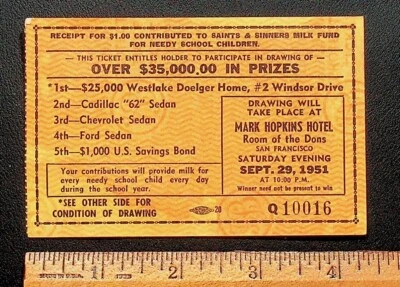 RECEIPT FOR $1.00 CONTRIBUTED TO SAINTS & SINNERS MILK FUND
FOR NEEDY SCHOOL CHILDREN.
THIS TICKET ENTITLES HOLDER TO PARTICIPATE IN DRAWING OF
OVER $35,000.00 IN PRIZES
*1st—$25,000 Westlake Doelger Home, #2 Windsor Drive
2nd—Cadillac "62" Sedan
3rd—Chevrolet Sedan
4th—Ford Sedan
5th—$1,000 U.S. Savings Bond
Your contributions will provide milk for
every needy school child every day
during the school year.
*SEE OTHER SIDE FOR
CONDITION OF DRAWING
20
DRAWING WILL
TAKE PLACE AT
MARK HOPKINS HOTEL
Room of the Dons
SAN FRANCISCO
SATURDAY EVENING
SEPT. 29, 1951
AT 10:00 P.M.
Winner need not be present to win
Q 10016
1 2 3 4